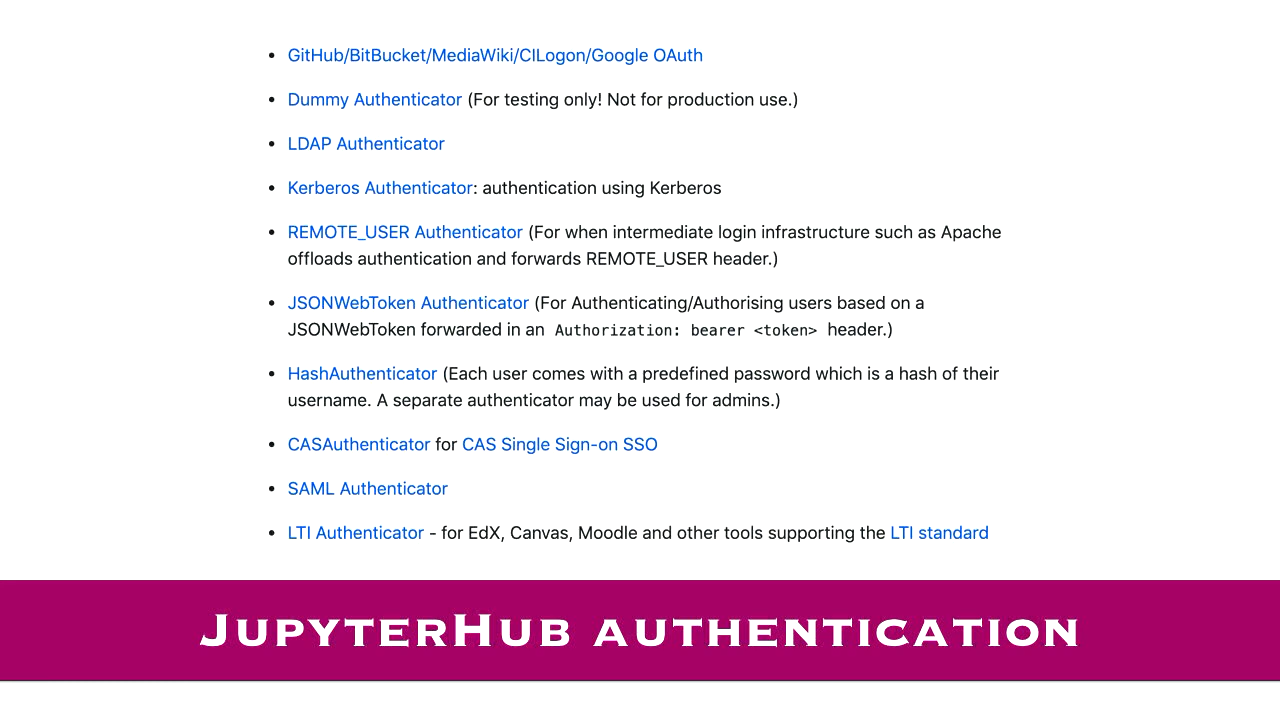 • GitHub/BitBucket/MediaWiki/CILogon/Google OAuth
• Dummy Authenticator (For testing only! Not for production use.)
• LDAP Authenticator
• Kerberos Authenticator: authentication using Kerberos
• REMOTE_USER Authenticator (For when intermediate login infrastructure such as Apache
offloads authentication and forwards REMOTE_USER header.)
• JSONWebToken Authenticator (For Authenticating/Authorising users based on a
JSONWebToken forwarded in an Authorization: bearer <token> header.)
• HashAuthenticator (Each user comes with a predefined password which is a hash of their
username. A separate authenticator may be used for admins.)
• CASAuthenticator for CAS Single Sign-on SSO
• SAML Authenticator
• LTI Authenticator - for EdX, Canvas, Moodle and other tools supporting the LTI standard
JupyterHub authentication